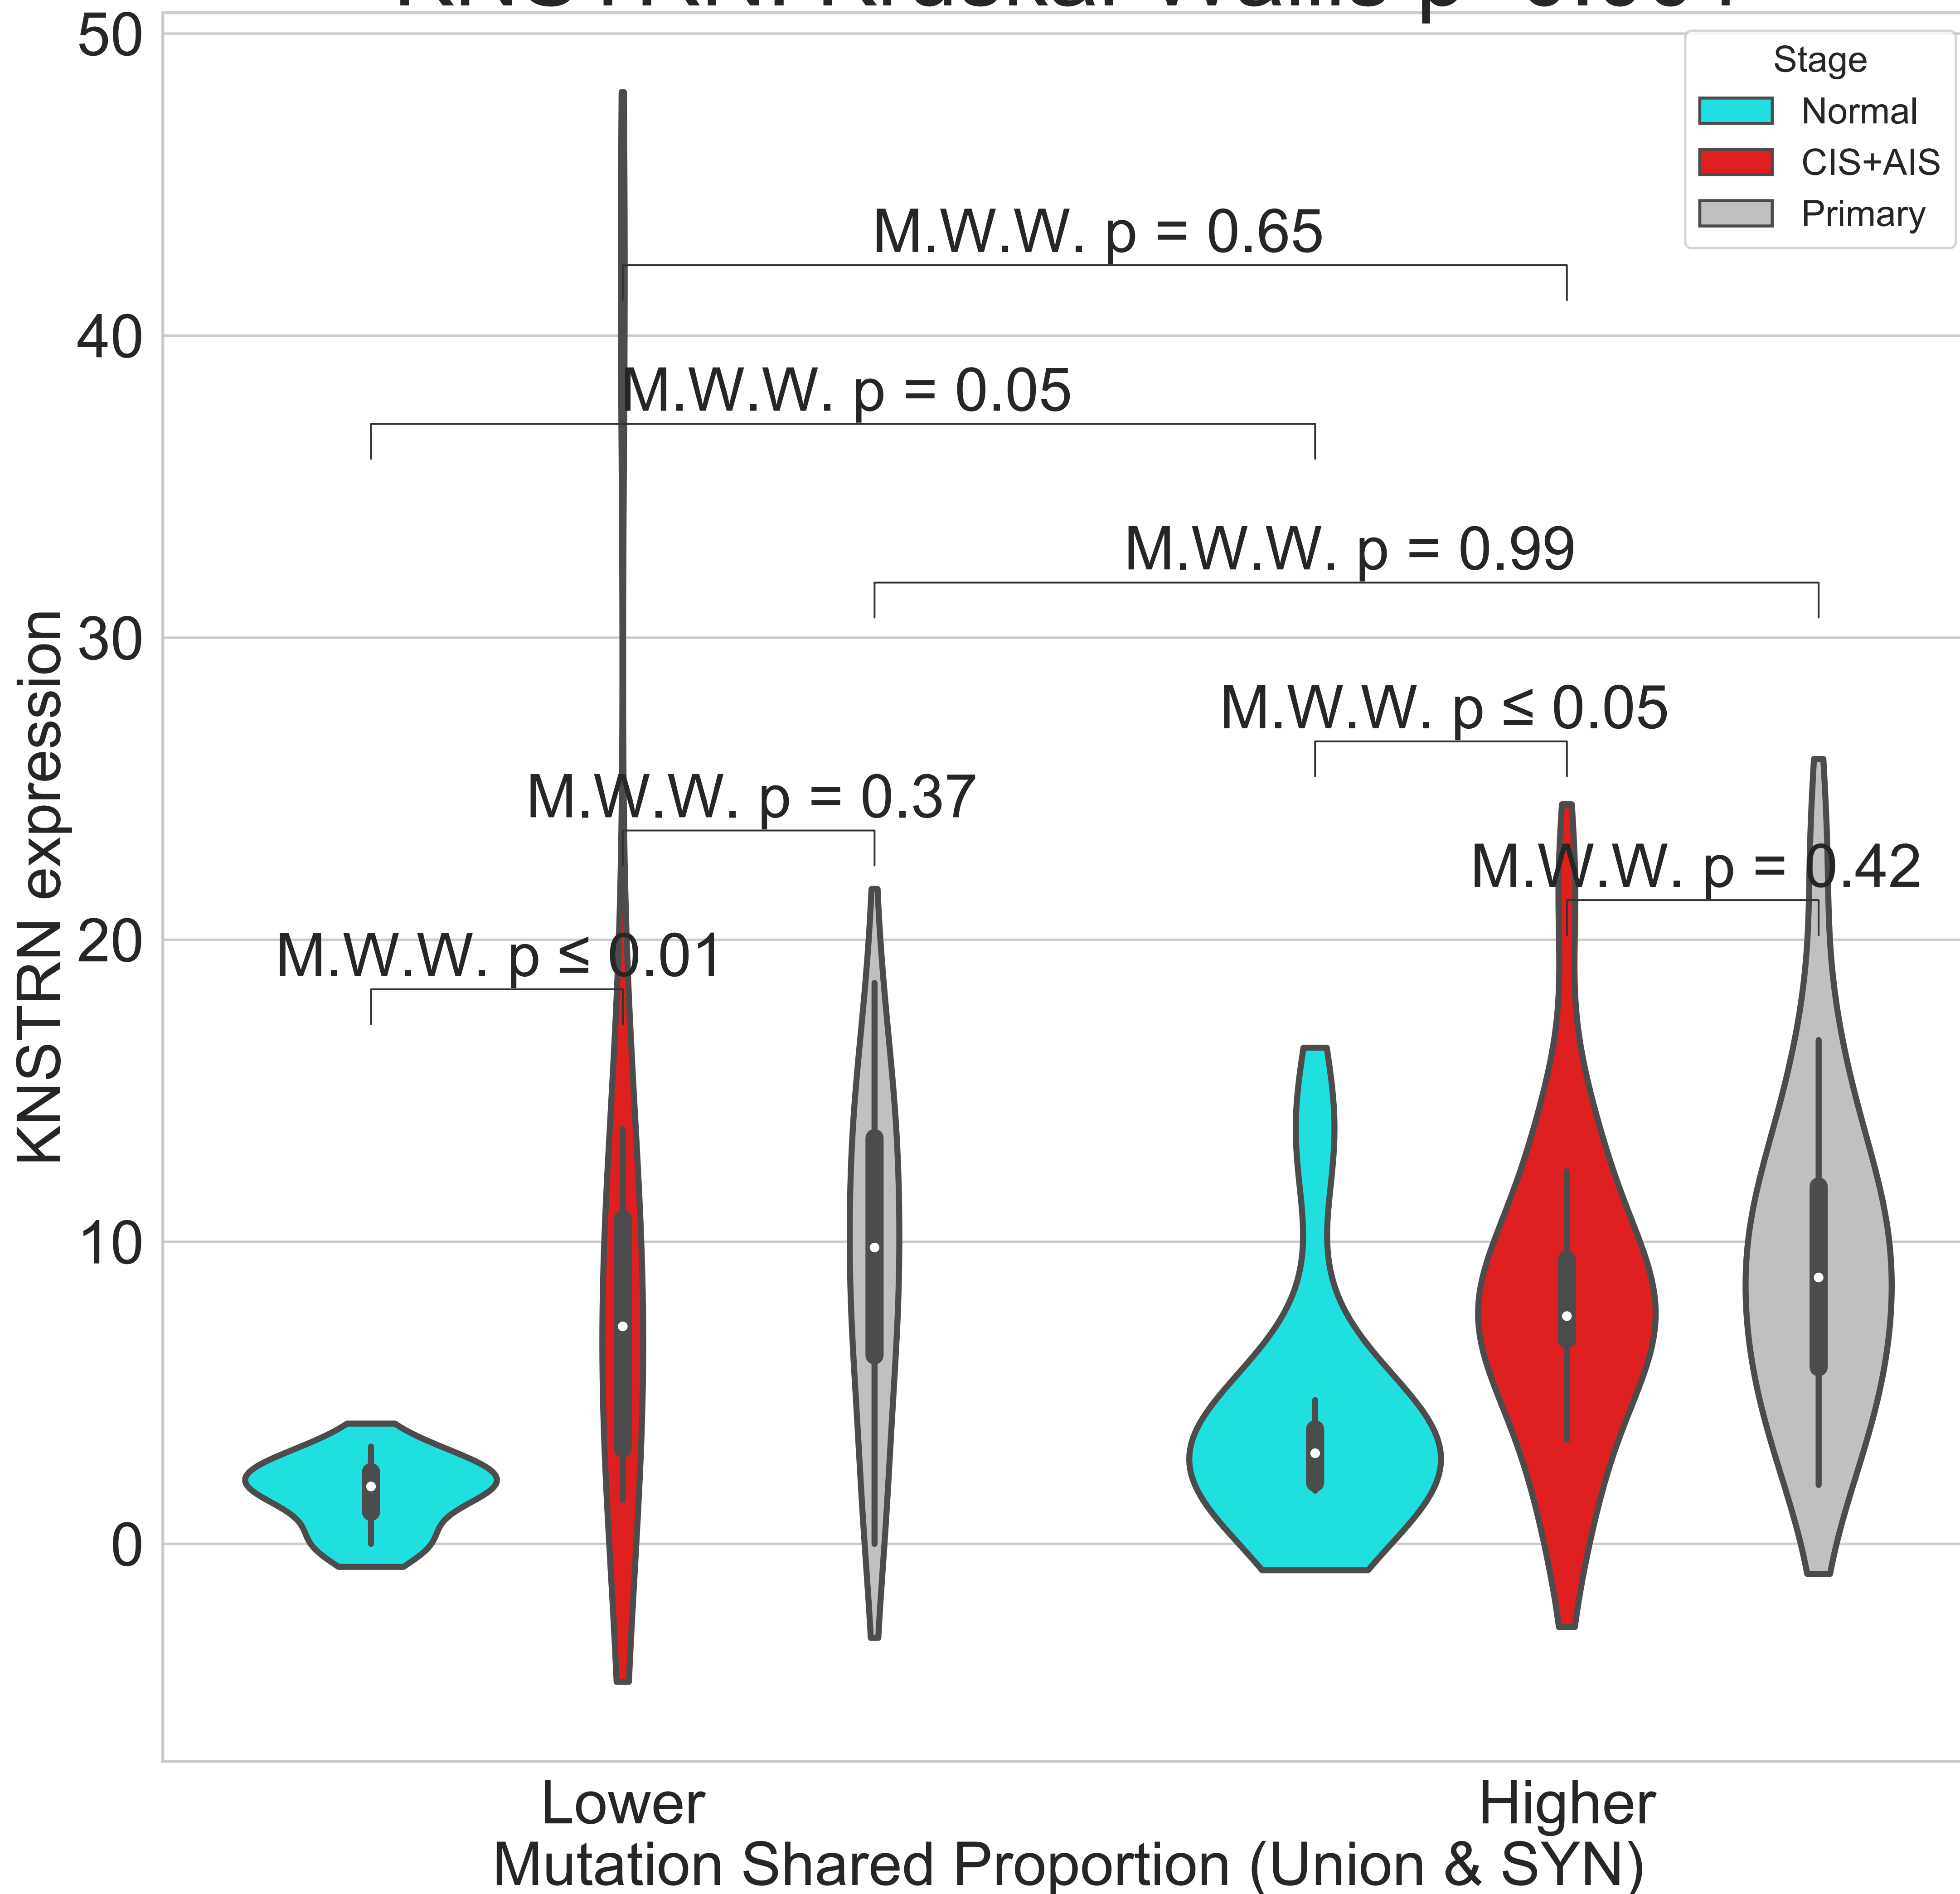 50
Stage
Normal
CIS+AIS
Primary
M.W.W. p = 0.65
40
M.W.W. p = 0.05
M.W.W. p = 0.99
30
M.W.W. p ≤ 0.05
M.W.W. p = 0.37
M.W.W. p = 0.42
20
M.W.W. p ≤ 0.01
KNSTRN expression
10
0
Lower
Higher
Mutation Shared Proportion (Union & SYN)